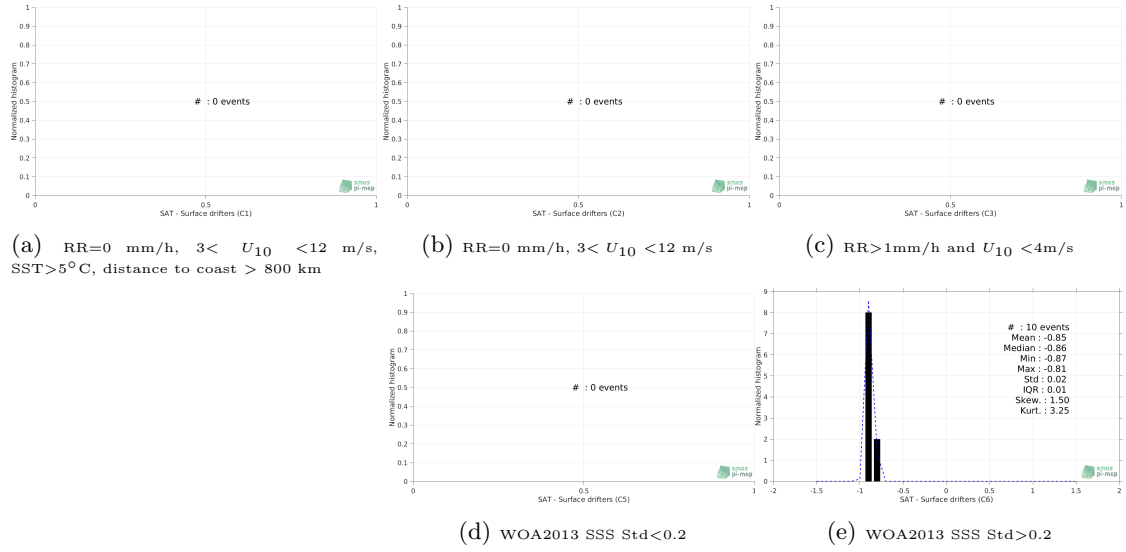 1
0.9
0.8
0.7
0.6
0.5
0.4
0.3
0.2
0.1
0
0
0.5
1
Normalized histogram
# : 0 events
SAT - Surface drifters (C1)
smos
pi-mep
1
0.9
0.8
0.7
0.6
0.5
0.4
0.3
0.2
0.1
0
0
0.5
1
Normalized histogram
# : 0 events
SAT - Surface drifters (C2)
smos
pi-mep
1
0.9
0.8
0.7
0.6
0.5
0.4
0.3
0.2
0.1
0
0
0.5
1
Normalized histogram
# : 0 events
SAT - Surface drifters (C3)
smos
pi-mep
(a) RR=0 mm/h, 3< U10 <12 m/s,
SST>5°C, distance to coast > 800 km
(b) RR=0 mm/h, 3< U10 <12 m/s
(c) RR>1mm/h and U10 <4m/s
1
0.9
0.8
0.7
0.6
0.5
0.4
0.3
0.2
0.1
0
0
0.5
1
Normalized histogram
# : 0 events
SAT - Surface drifters (C5)
smos
pi-mep
9
8
7
6
5
4
3
2
1
0
-2
-1.5
-1
-0.5
0
0.5
1
1.5
2
Normalized histogram
# : 10 events
Mean : -0.85
Median : -0.86
Min : -0.87
Max : -0.81
Std : 0.02
IQR : 0.01
Skew. : 1.50
Kurt. : 3.25
SAT - Surface drifters (C6)
smos
pi-mep
(d) WOA2013 SSS Std<0.2
(e) WOA2013 SSS Std>0.2